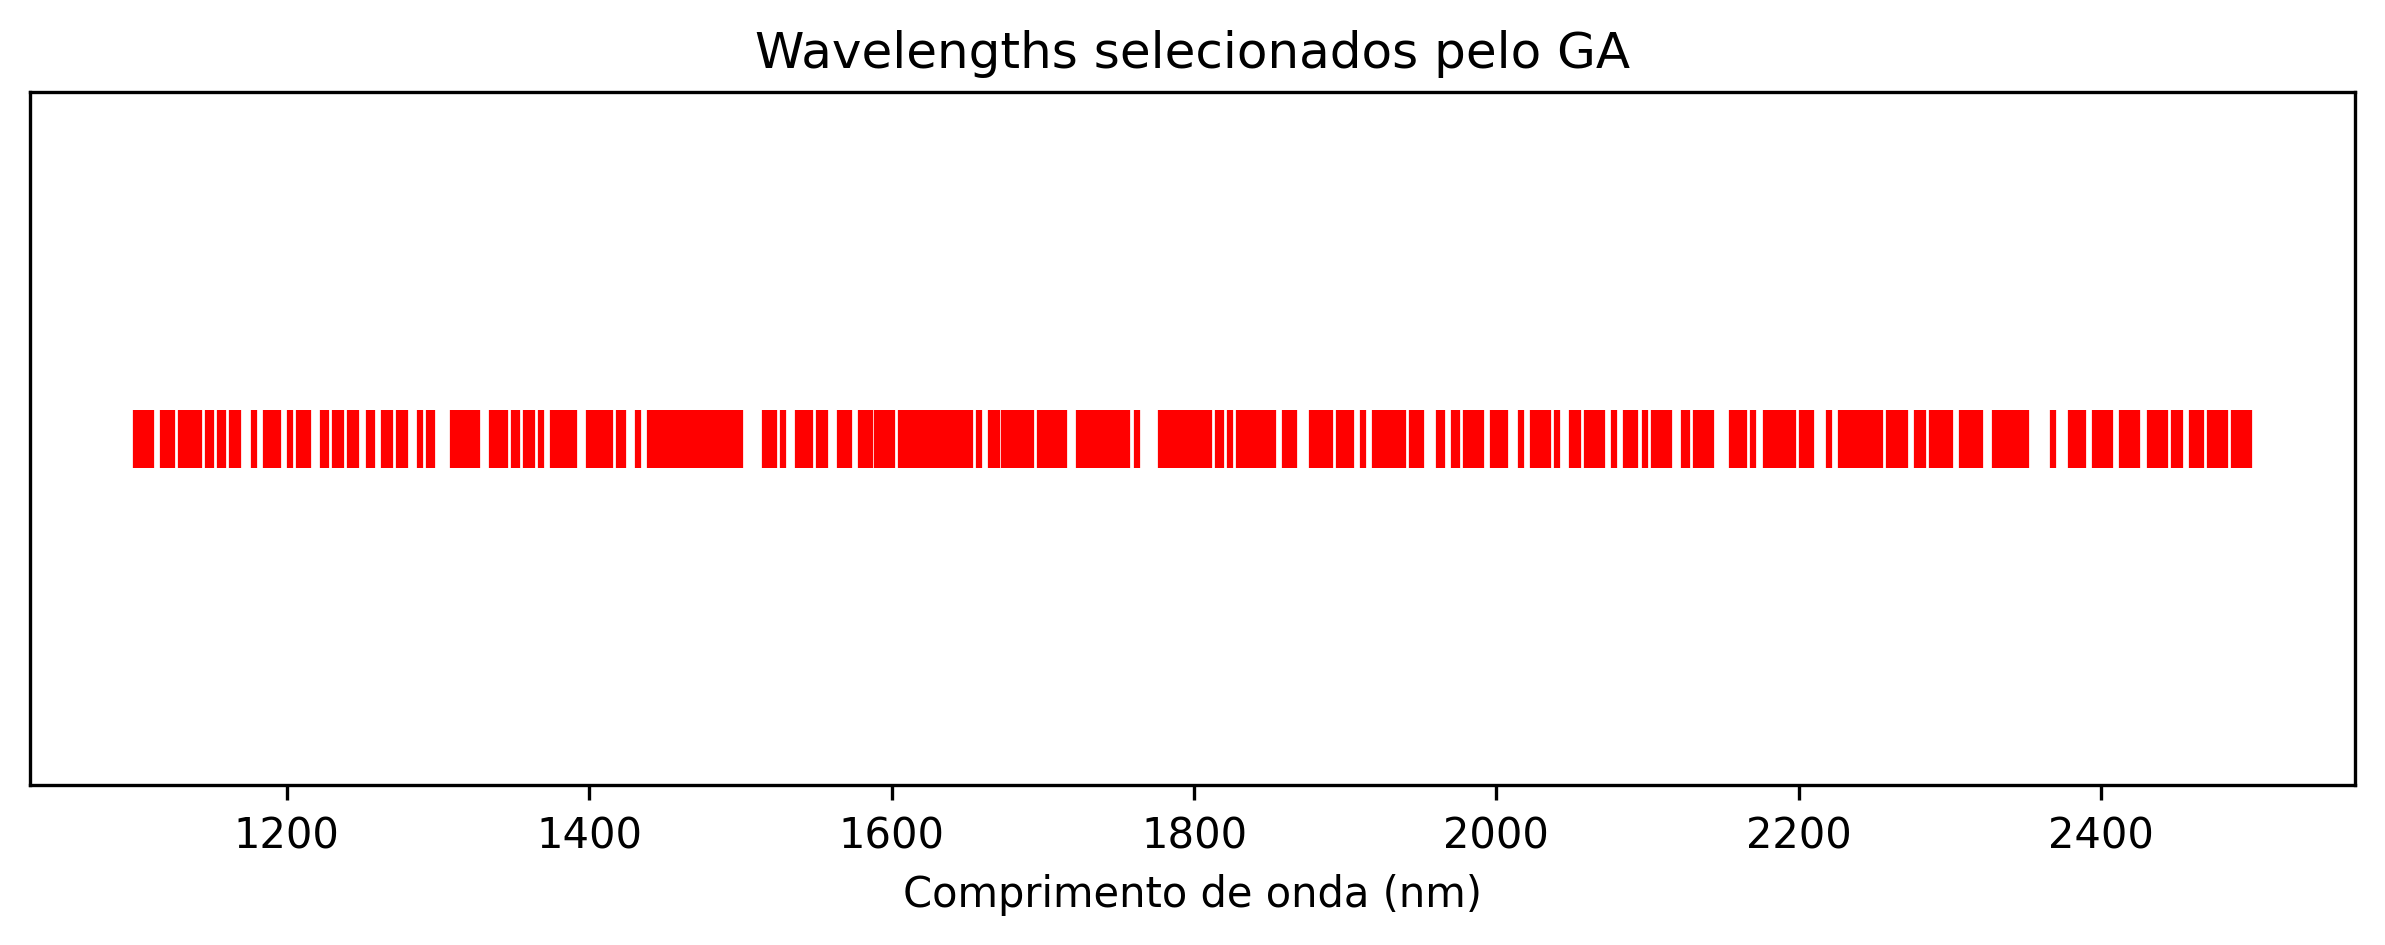 Wavelengths selecionados pelo GA
1200 1400 1600 1800 2000 2200 2400
Comprimento de onda (nm)